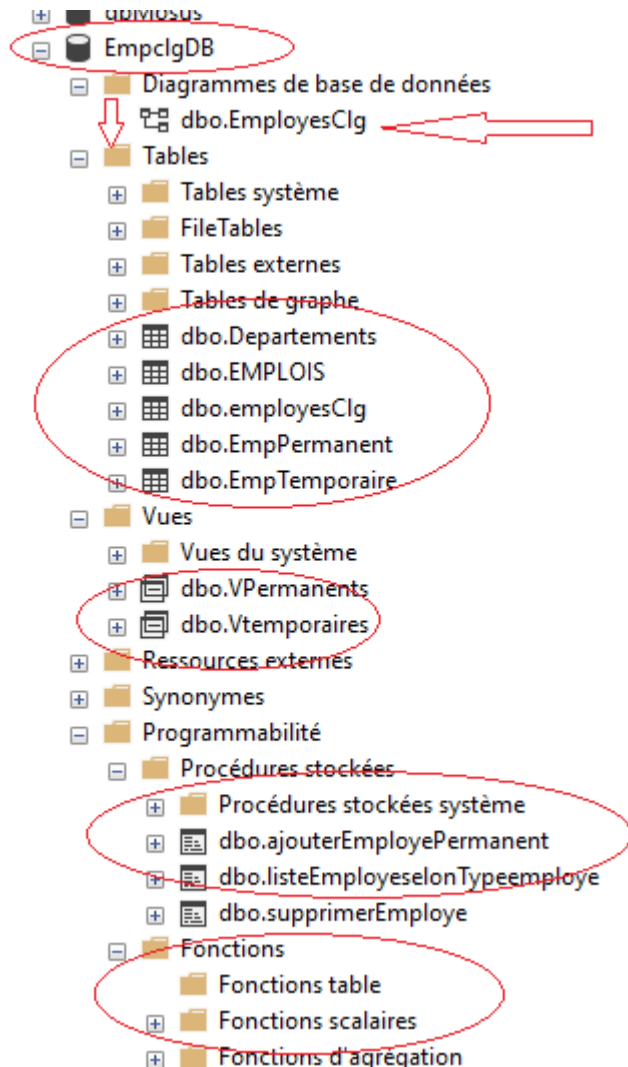 dbMosus
EmpclgDB
Diagrammes de base de données
dbo.EmployesClg
Tables
Tables système
FileTables
Tables externes
Tables de graphe
dbo.Departements
dbo.EMPLOIS
dbo.employesClg
dbo.EmpPermanent
dbo.EmpTemporaire
Vues
Vues du système
dbo.VPermanents
dbo.Vtemporaires
Ressources externes
Synonymes
Programmabilité
Procédures stockées
Procédures stockées système
dbo.ajouterEmployePermanent
dbo.listeEmployeselonTypeemploye
dbo.supprimerEmploye
Fonctions
Fonctions table
Fonctions scalaires
Fonctions d'agrégation